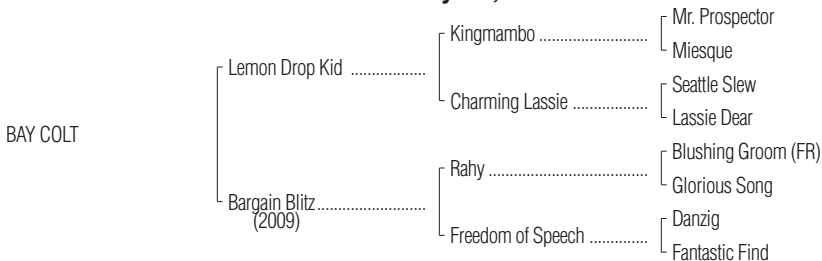 Mr. Prospector
Kingmambo ..........................
Miesque
Lemon Drop Kid ..................
Seattle Slew
Charming Lassie ..................
Lassie Dear
BAY COLT
Blushing Groom (FR)
Rahy ......................................
Glorious Song
Bargain Blitz..........................
(2009)
Danzig
Freedom of Speech ..............
Fantastic Find